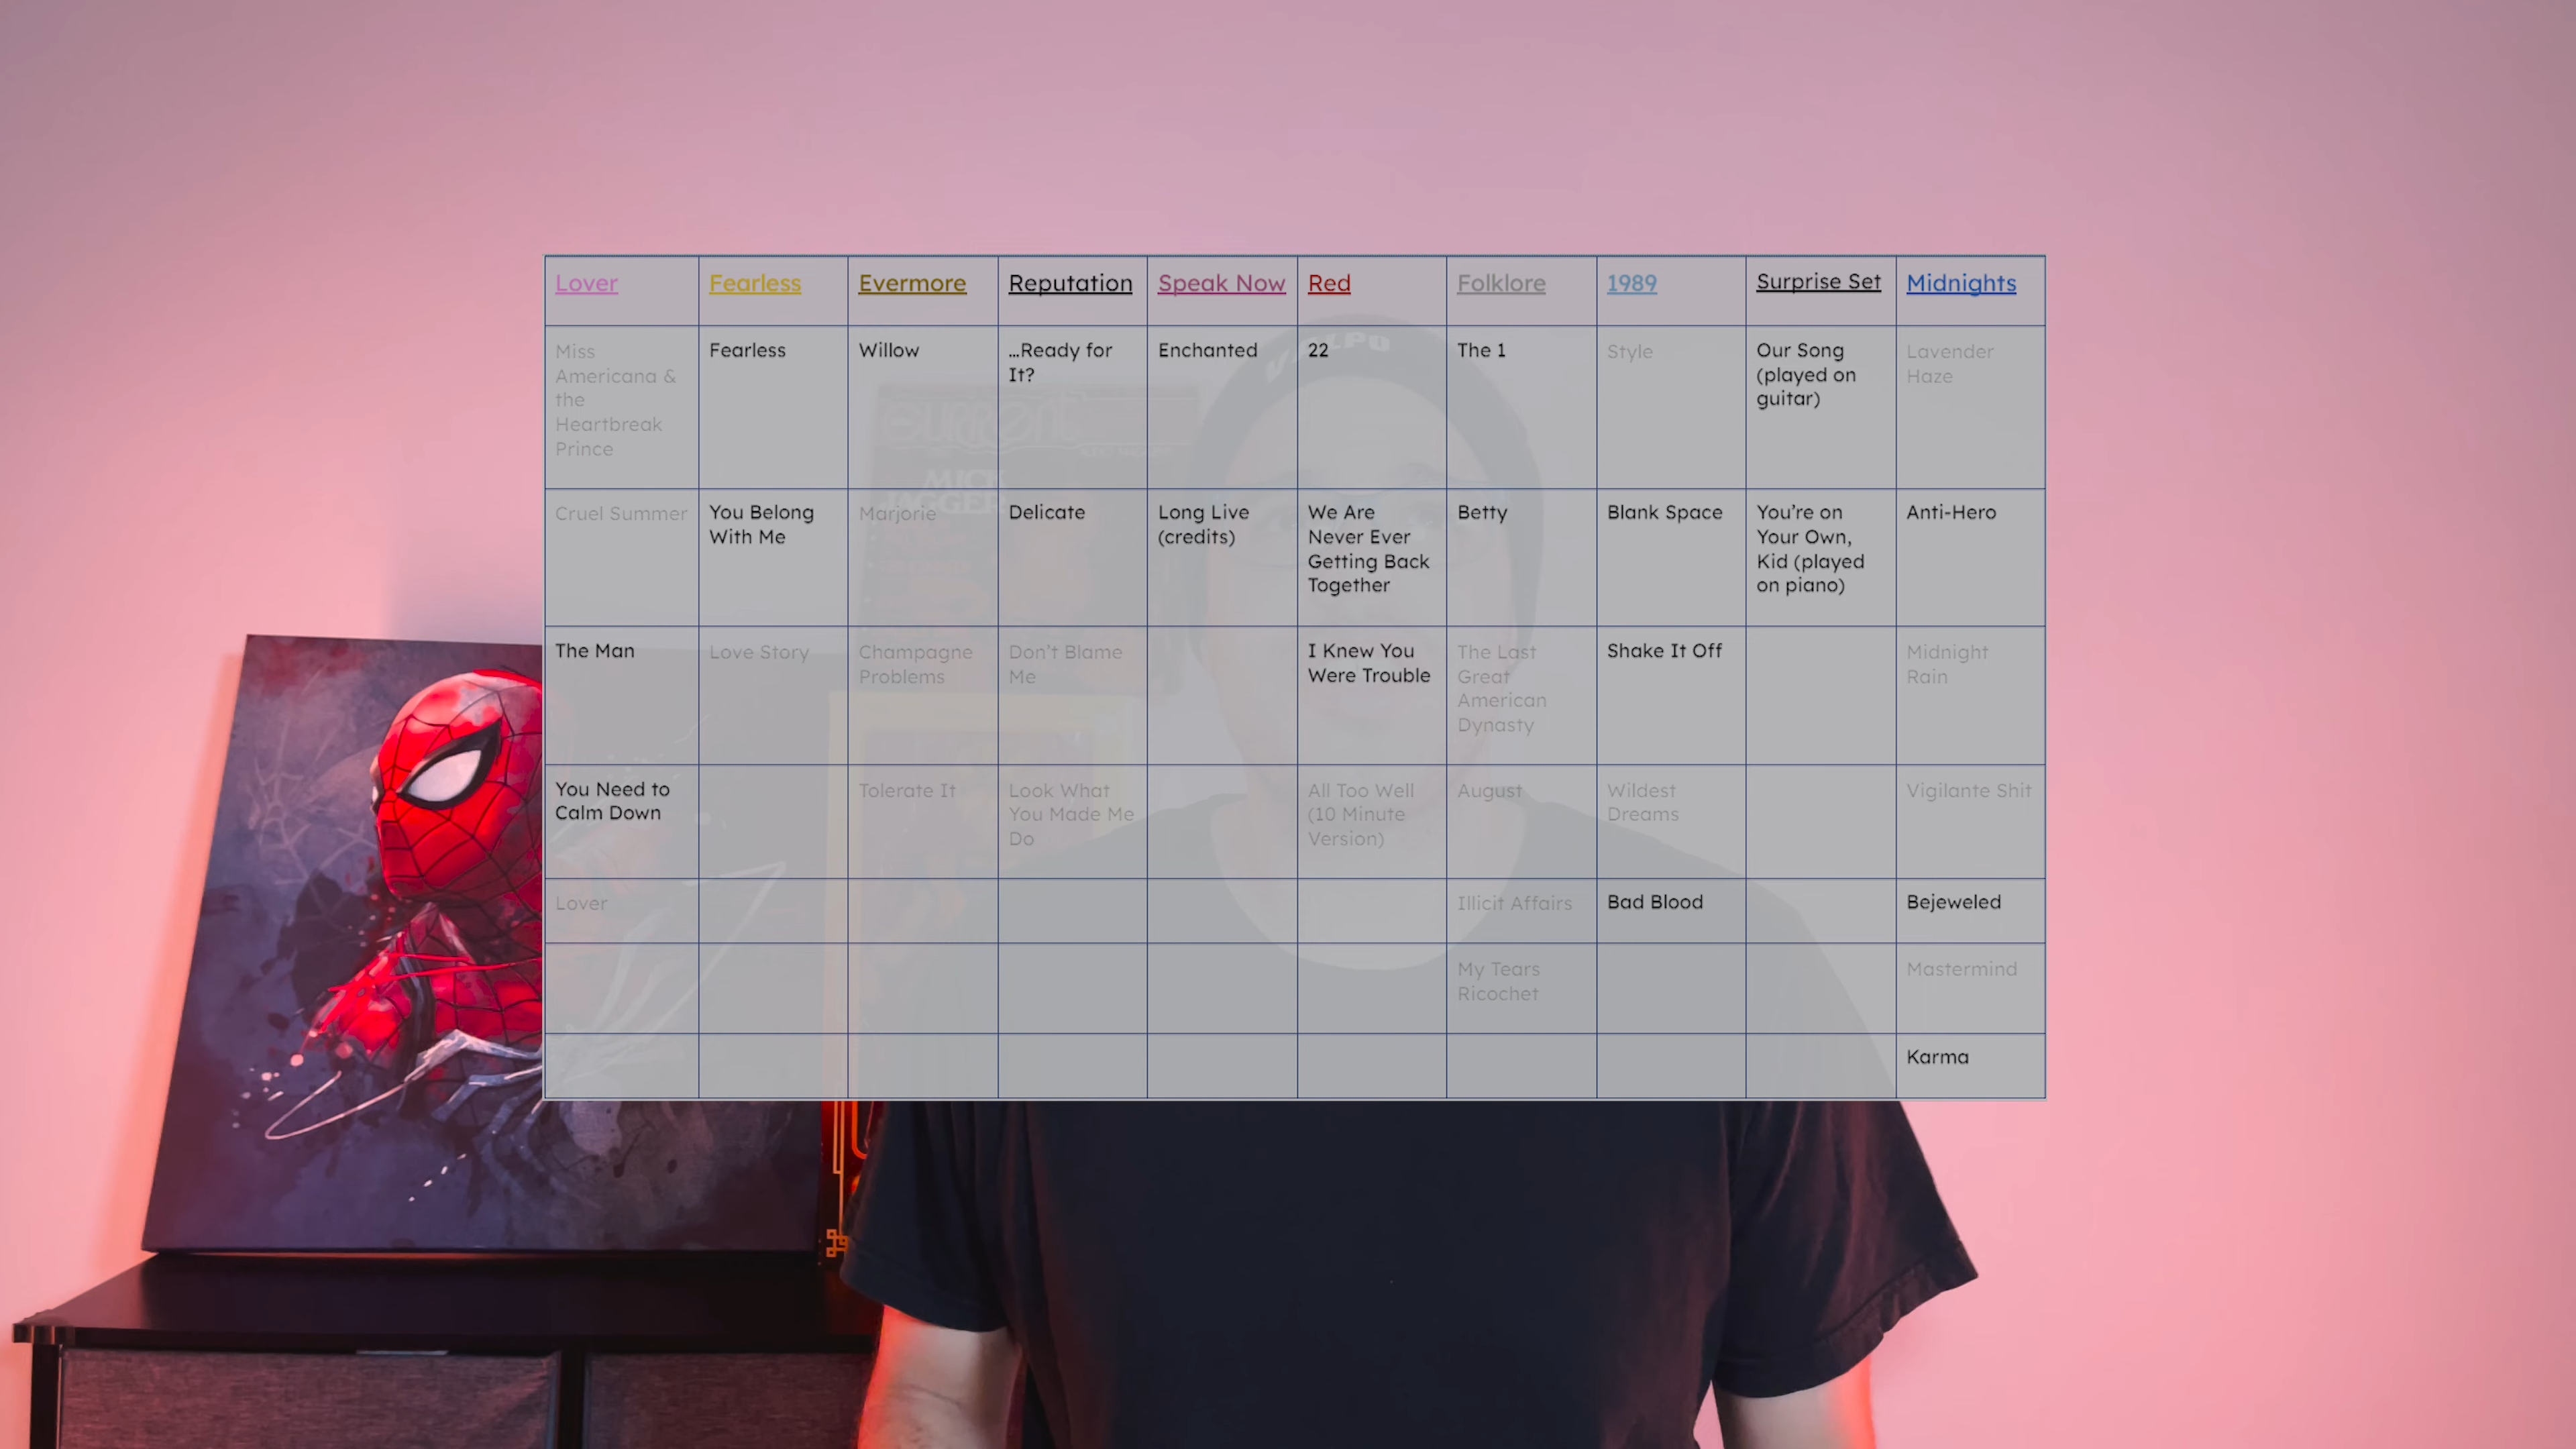 Lover Fearless Evermore Reputation Speak Now Red Folklore 1989 Surprise Set Midnights
Miss
Americana &
the
Heartbreak
Prince
Fearless
Willow
...Ready for
It?
Enchanted
22
The 1
Style
Our Song
(played on
guitar)
Lavender
Haze
Cruel Summer
You Belong
With Me
Marjorie
Delicate
Long Live
(credits)
We Are
Never Ever
Getting Back
Together
Betty
Blank Space
You're on
Your Own,
Kid (played
on piano)
Anti-Hero
The Man
Love Story
Champagne
Problems
Don't Blame
Me
I Knew You
Were Trouble
The Last
Great
American
Dynasty
Shake It Off
Midnight
Rain
You Need to
Calm Down
Tolerate It
Look What
You Made Me
Do
All Too Well
(10 Minute
Version)
August
Wildest
Dreams
Vigilante Shit
Lover
Illicit Affairs
Bad Blood
Bejeweled
My Tears
Ricochet
Mastermind
Karma
VALPO
MICK
JAGGER